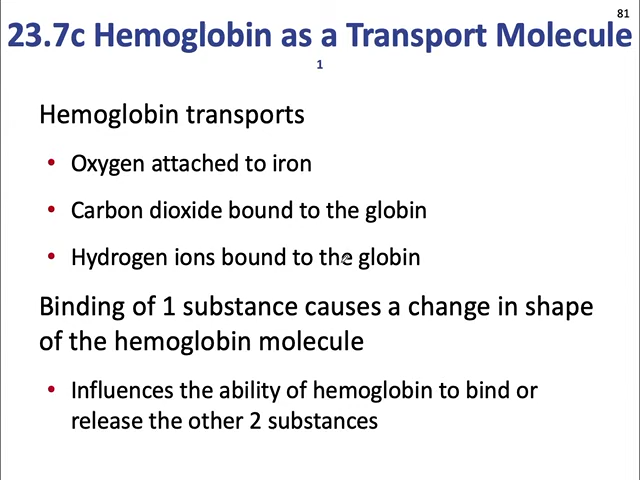 81
23.7c Hemoglobin as a Transport Molecule
1
Hemoglobin transports
• Oxygen attached to iron
• Carbon dioxide bound to the globin
• Hydrogen ions bound to the globin
Binding of 1 substance causes a change in shape
of the hemoglobin molecule
• Influences the ability of hemoglobin to bind or
release the other 2 substances